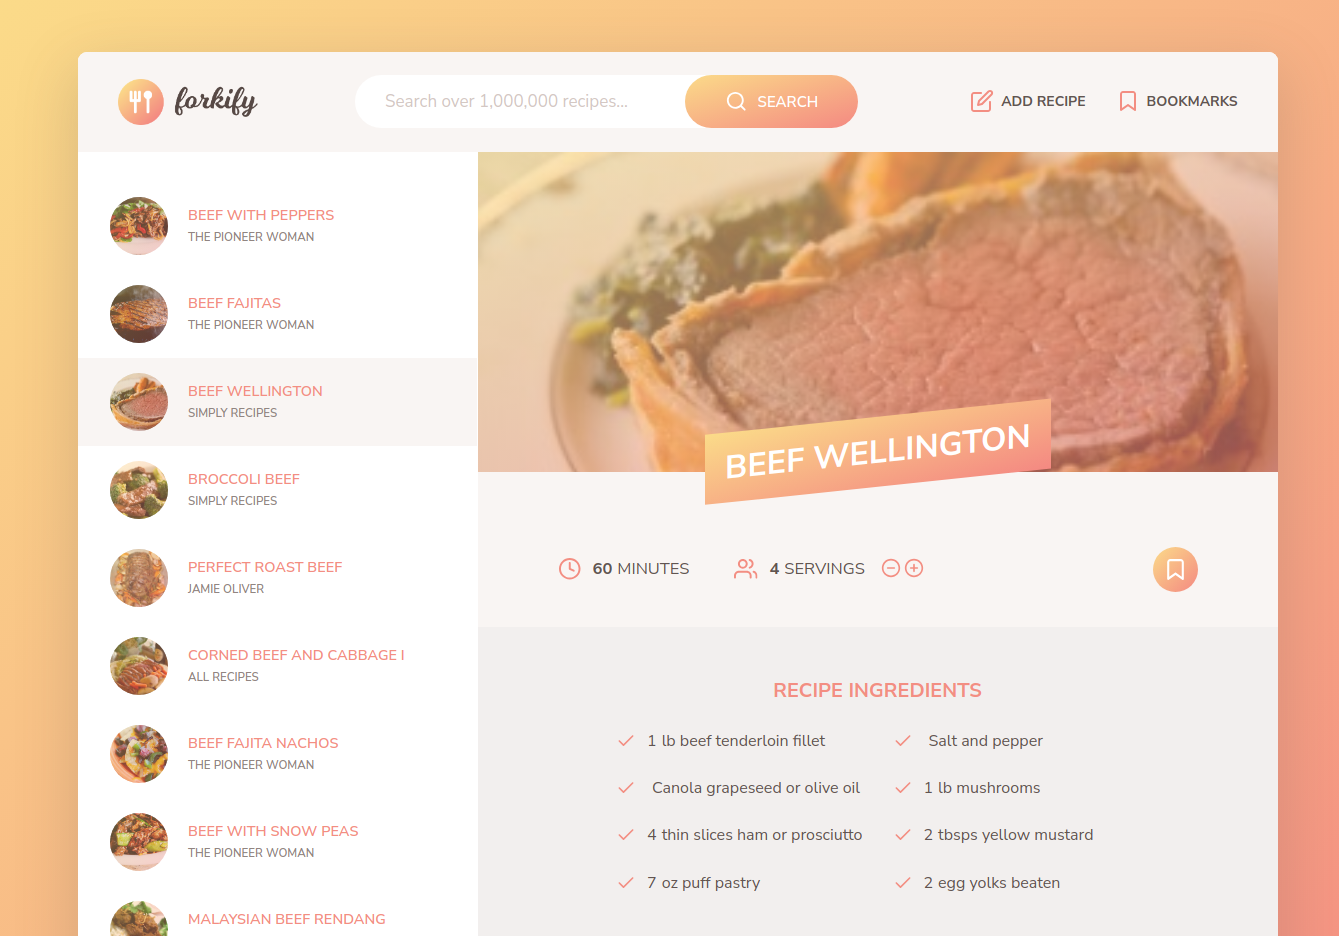 forkify
Search over 1,000,000 recipes...
SEARCH
ADD RECIPE
BOOKMARKS
BEEF WITH PEPPERS
THE PIONEER WOMAN
BEEF FAJITAS
THE PIONEER WOMAN
BEEF WELLINGTON
SIMPLY RECIPES
BROCCOLI BEEF
SIMPLY RECIPES
PERFECT ROAST BEEF
JAMIE OLIVER
CORNED BEEF AND CABBAGE I
ALL RECIPES
BEEF FAJITA NACHOS
THE PIONEER WOMAN
BEEF WITH SNOW PEAS
THE PIONEER WOMAN
MALAYSIAN BEEF RENDANG
BEEF WELLINGTON
60 MINUTES
4 SERVINGS
RECIPE INGREDIENTS
1 lb beef tenderloin fillet
Salt and pepper
Canola grapeseed or olive oil
1 lb mushrooms
4 thin slices ham or prosciutto
2 tbsps yellow mustard
7 oz puff pastry
2 egg yolks beaten